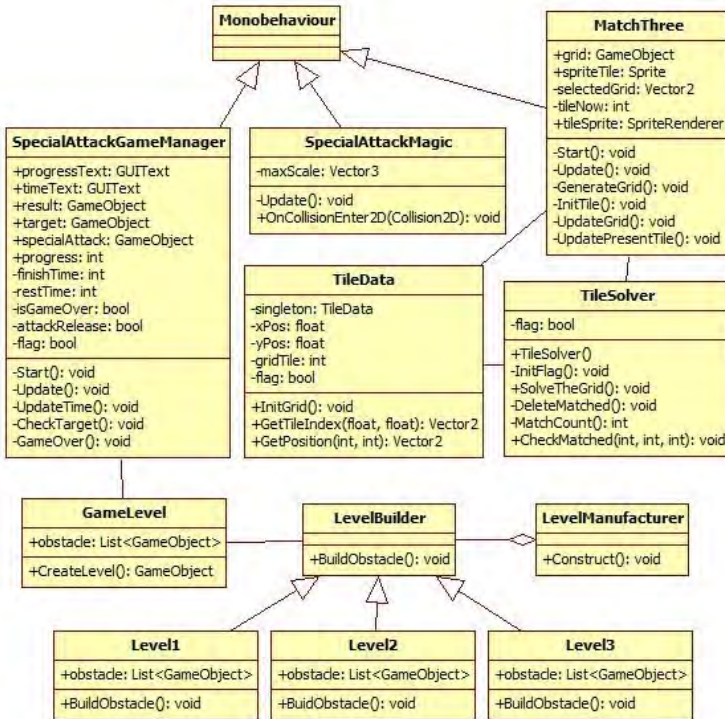 Monobehaviour
MatchThree
+grid: GameObject
+spriteTile: Sprite
-selectedGrid: Vector2
-tileNow: int
+tileSprite: SpriteRenderer
-Start(): void
-Update(): void
-GenerateGrid(): void
-InitTile(): void
-UpdateGrid(): void
-UpdatePresentTile(): void
SpecialAttackGameManager
+progressText: GUIText
+timeText: GUIText
+result: GameObject
+target: GameObject
+specialAttack: GameObject
+progress: int
-finishTime: int
-restTime: int
-isGameOver: bool
-attackRelease: bool
-flag: bool
-Start(): void
-Update(): void
-UpdateTime(): void
-CheckTarget(): void
-GameOver(): void
SpecialAttackMagic
-maxScale: Vector3
-Update(): void
+OnCollisionEnter2D(Collision2D): void
TileData
-singleton: TileData
-xPos: float
-yPos: float
-gridTile: int
-flag: bool
+InitGrid(): void
+GetTileIndex(float, float): Vector2
+GetPosition(int, int): Vector2
TileSolver
-flag: bool
+TileSolver()
-InitFlag(): void
+SolveTheGrid(): void
-DeleteMatched(): void
-MatchCount(): int
+CheckMatched(int, int, int): void
GameLevel
+obstacle: List<GameObject>
+CreateLevel(): GameObject
LevelBuilder
+BuildObstacle(): void
LevelManufacturer
+Construct(): void
Level1
+obstacle: List<GameObject>
+BuildObstacle(): void
Level2
+obstacle: List<GameObject>
+BuidObstacle(): void
Level3
+obstacle: List<GameObject>
+BuildObstacle(): void